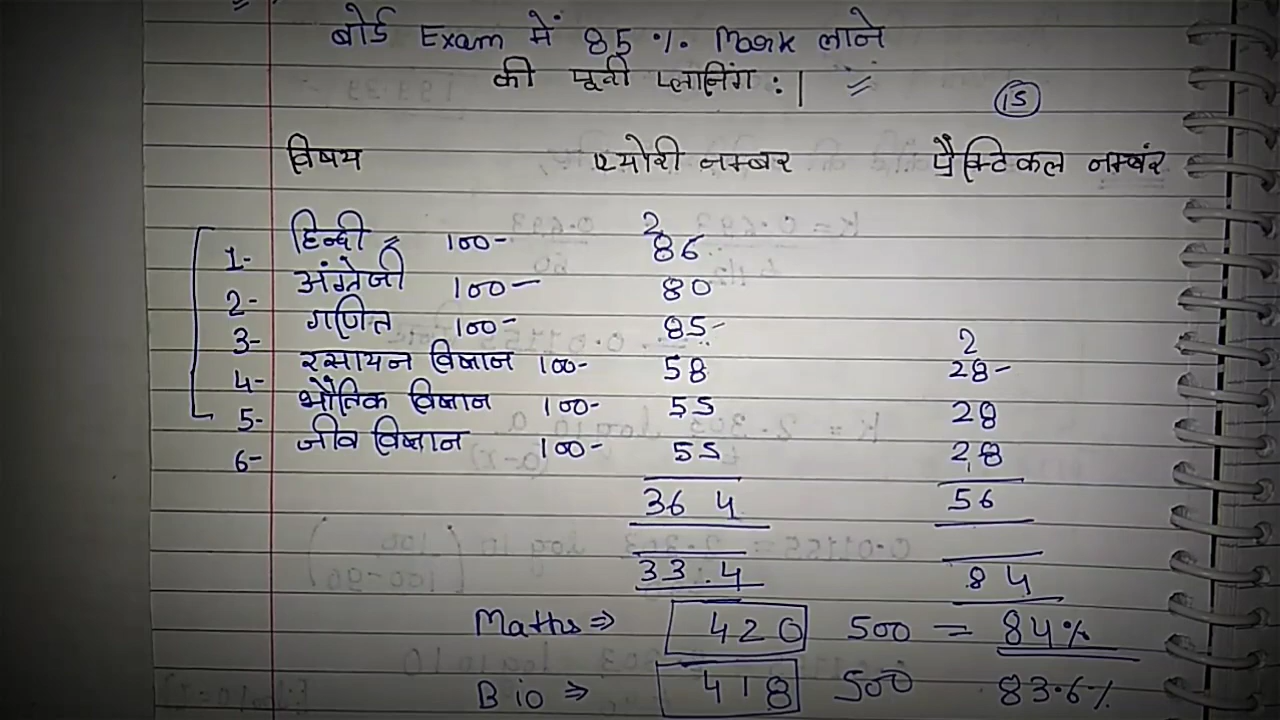 बोर्ड Exam में 85 %. Mark लाने
की पूरी प्लानिंग :|
15
विषय थ्योरी नम्बर प्रैक्टिकल नम्बर
1- हिन्दी 100- 86
2- अंग्रेजी 100- 80
3- गणित 100- 85-
4- रसायन विज्ञान 100- 58 28-
5- भौतिक विज्ञान 100- 55 28
6- जीव विज्ञान 100- 55 28
364 56
33.4 84
Maths ⇒ 420 500 = 84%
Bio ⇒ 418 500 83.6%